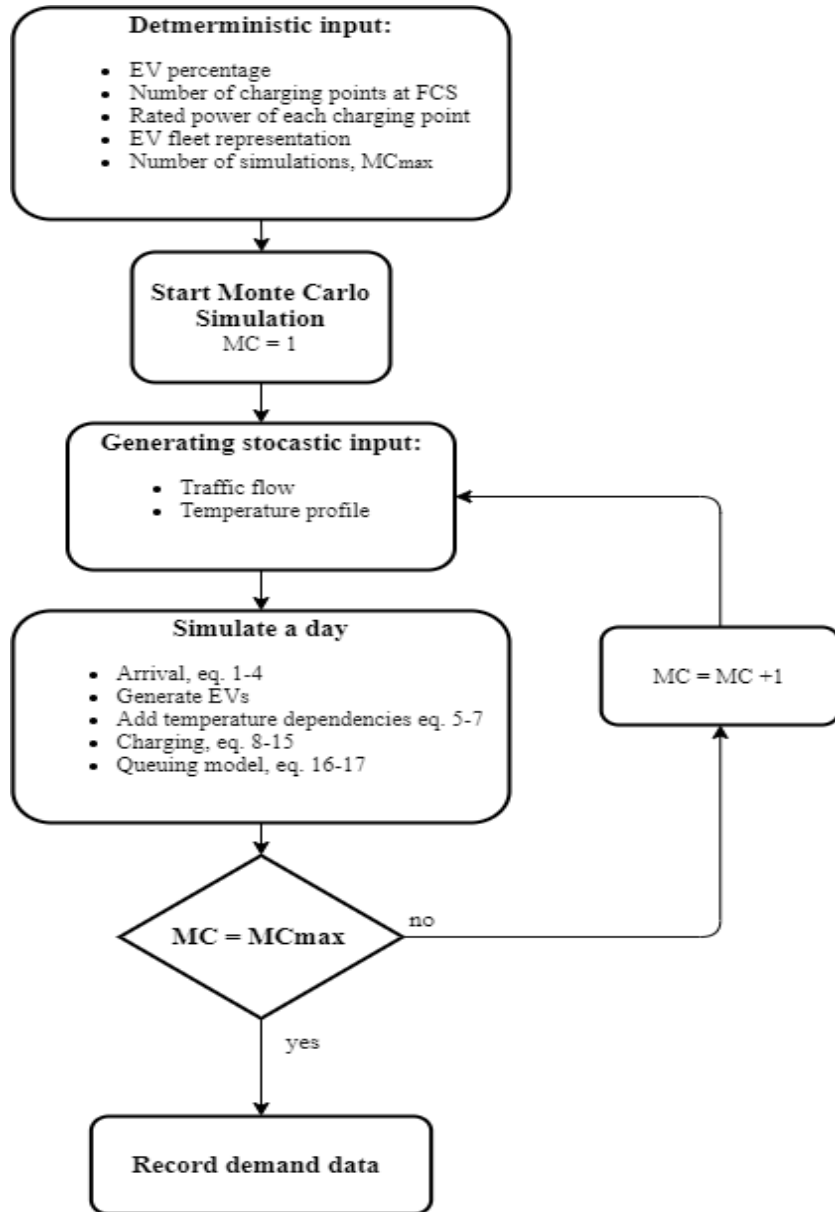 Detmerministic input:
• EV percentage
• Number of charging points at FCS
• Rated power of each charging point
• EV fleet representation
• Number of simulations, MCmax
Start Monte Carlo
Simulation
MC = 1
Generating stocastic input:
• Traffic flow
• Temperature profile
Simulate a day
• Arrival, eq. 1-4
• Generate EVs
• Add temperature dependencies eq. 5-7
• Charging, eq. 8-15
• Queuing model, eq. 16-17
MC = MC +1
MC = MCmax
no
yes
Record demand data